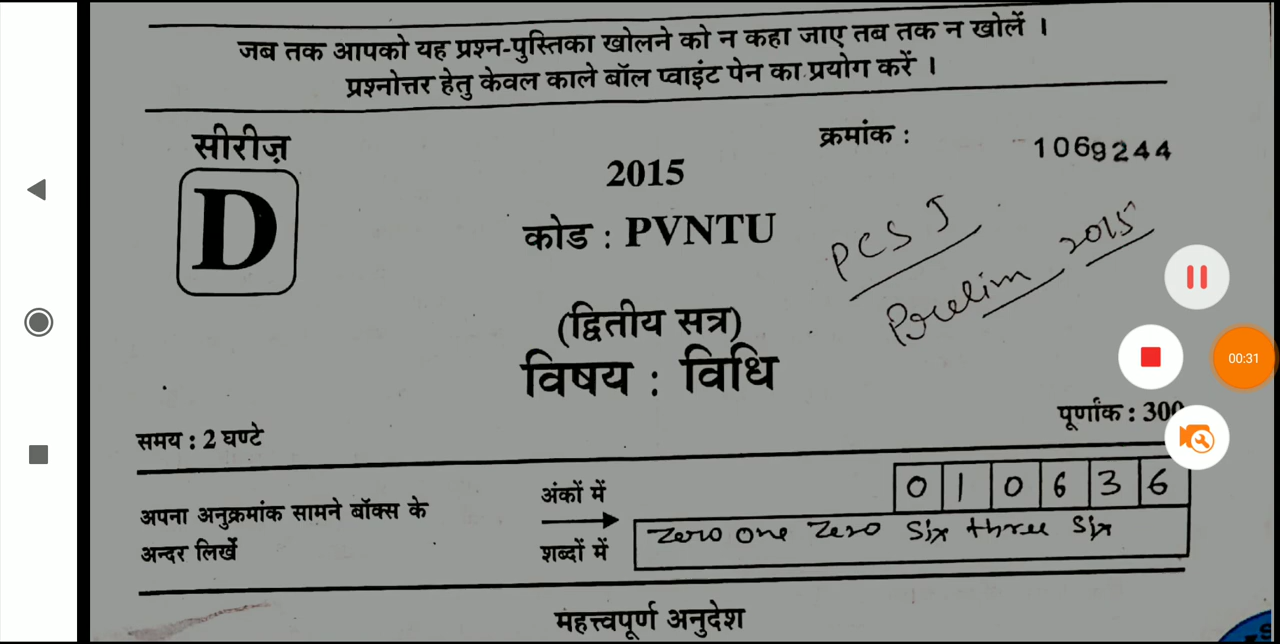 जब तक आपको यह प्रश्न-पुस्तिका खोलने को न कहा जाए तब तक न खोलें ।
प्रश्नोत्तर हेतु केवल काले बॉल प्वाइंट पेन का प्रयोग करें ।
सीरीज़
D
क्रमांक :
1069244
2015
कोड : PVNTU
PCS J
Prelim 2015
(द्वितीय सत्र)
विषय : विधि
00:31
समय : 2 घण्टे
पूर्णांक : 300
अपना अनुक्रमांक सामने बॉक्स के
अन्दर लिखें
अंकों में
0 1 0 6 3 6
शब्दों में
Zero one Zero Six three Six
महत्त्वपूर्ण अनुदेश